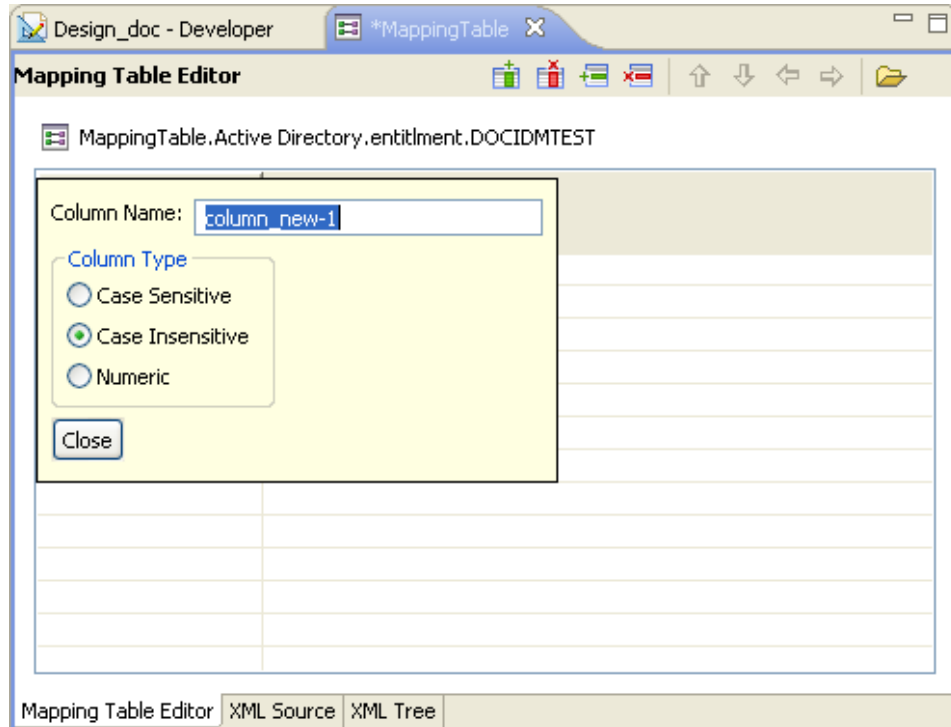 Design_doc - Developer
*MappingTable
Mapping Table Editor
MappingTable.Active Directory.entitlment.DOCIDMTEST
Column Name: column_new-1
Column Type
Case Sensitive
Case Insensitive
Numeric
Close
Mapping Table Editor XML Source XML Tree